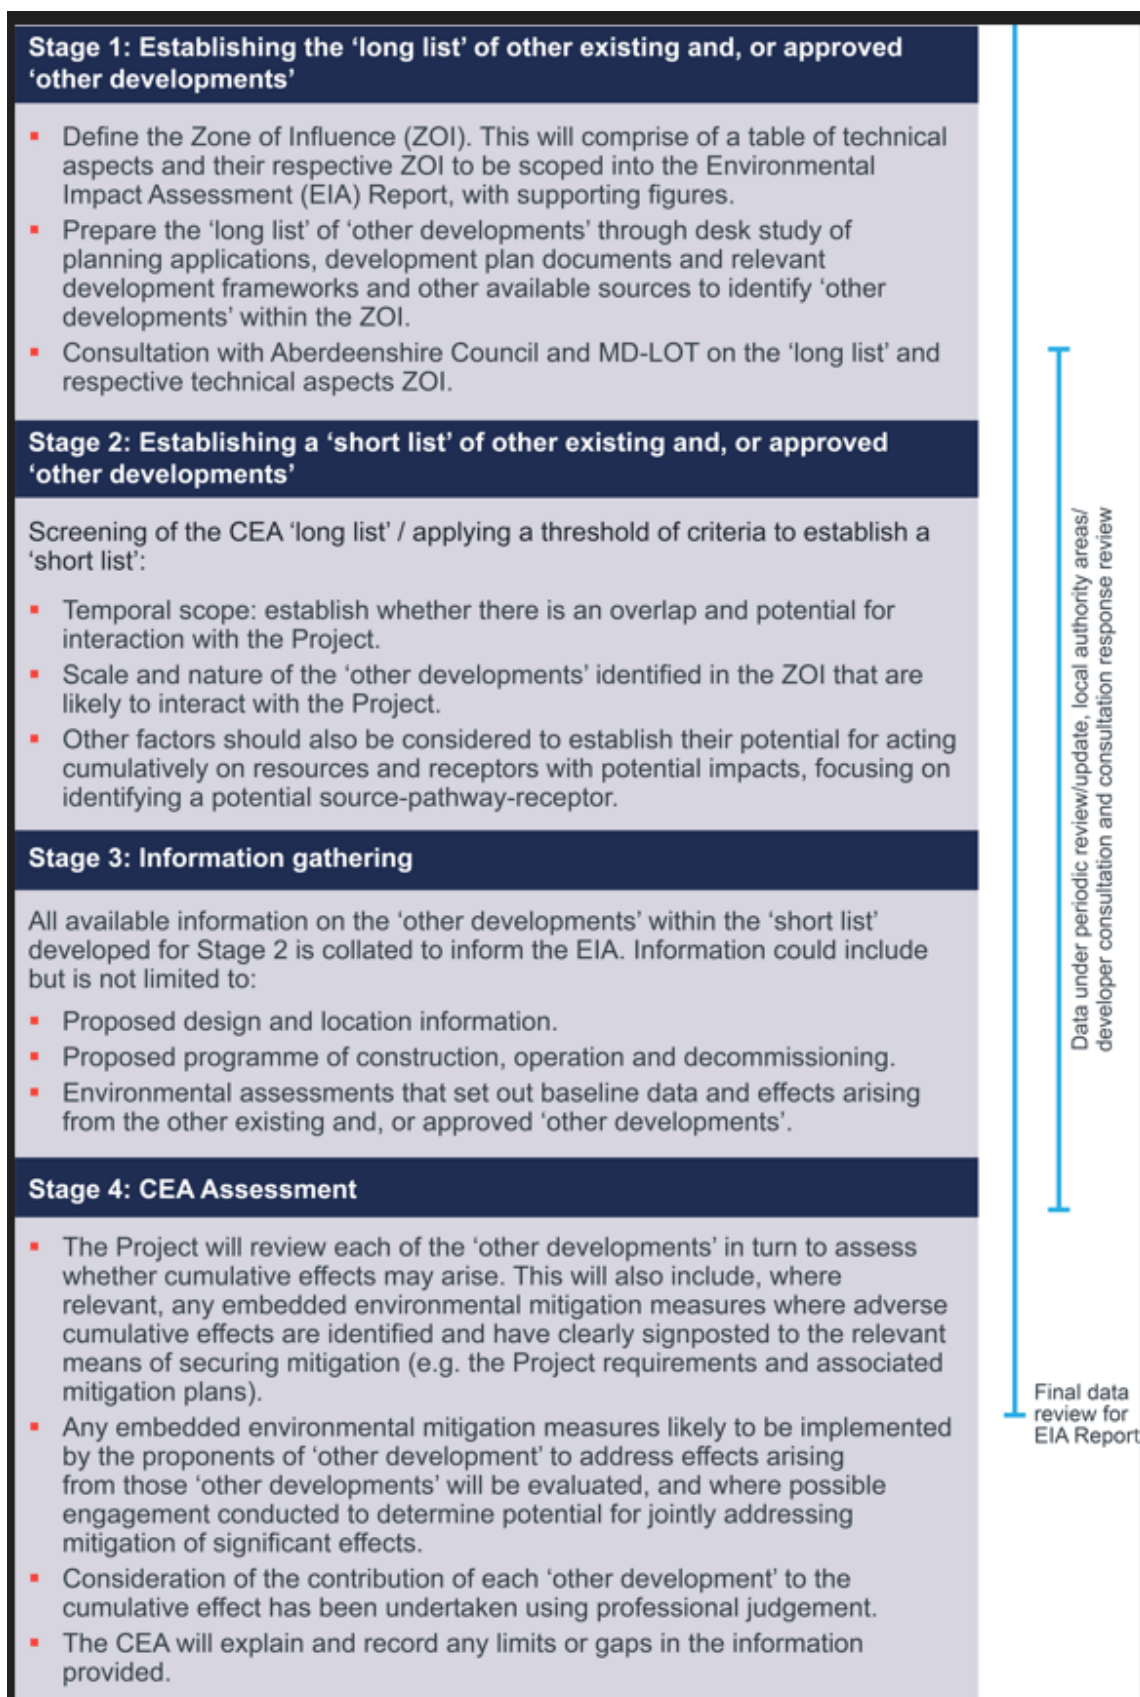 Stage 1: Establishing the ‘long list’ of other existing and, or approved
‘other developments’
▪ Define the Zone of Influence (ZOI). This will comprise of a table of technical
aspects and their respective ZOI to be scoped into the Environmental
Impact Assessment (EIA) Report, with supporting figures.
▪ Prepare the ‘long list’ of ‘other developments’ through desk study of
planning applications, development plan documents and relevant
development frameworks and other available sources to identify ‘other
developments’ within the ZOI.
▪ Consultation with Aberdeenshire Council and MD-LOT on the ‘long list’ and
respective technical aspects ZOI.
Stage 2: Establishing a ‘short list’ of other existing and, or approved
‘other developments’
Screening of the CEA ‘long list’ / applying a threshold of criteria to establish a
‘short list’:
▪ Temporal scope: establish whether there is an overlap and potential for
interaction with the Project.
▪ Scale and nature of the ‘other developments’ identified in the ZOI that are
likely to interact with the Project.
▪ Other factors should also be considered to establish their potential for acting
cumulatively on resources and receptors with potential impacts, focusing on
identifying a potential source-pathway-receptor.
Stage 3: Information gathering
All available information on the ‘other developments’ within the ‘short list’
developed for Stage 2 is collated to inform the EIA. Information could include
but is not limited to:
▪ Proposed design and location information.
▪ Proposed programme of construction, operation and decommissioning.
▪ Environmental assessments that set out baseline data and effects arising
from the other existing and, or approved ‘other developments’.
Stage 4: CEA Assessment
▪ The Project will review each of the ‘other developments’ in turn to assess
whether cumulative effects may arise. This will also include, where
relevant, any embedded environmental mitigation measures where adverse
cumulative effects are identified and have clearly signposted to the relevant
means of securing mitigation (e.g. the Project requirements and associated
mitigation plans).
▪ Any embedded environmental mitigation measures likely to be implemented
by the proponents of ‘other development’ to address effects arising
from those ‘other developments’ will be evaluated, and where possible
engagement conducted to determine potential for jointly addressing
mitigation of significant effects.
▪ Consideration of the contribution of each ‘other development’ to the
cumulative effect has been undertaken using professional judgement.
▪ The CEA will explain and record any limits or gaps in the information
provided.
Data under periodic review/update, local authority areas/
developer consultation and consultation response review
Final data
review for
EIA Report